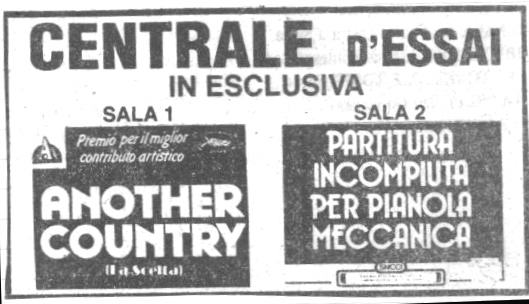 CENTRALE D'ESSAI
IN ESCLUSIVA
SALA 1
Premio per il miglior
contributo artistico
ANOTHER
COUNTRY
(La Scelta)
SALA 2
PARTITURA
INCOMPIUTA
PER PIANOLA
MECCANICA